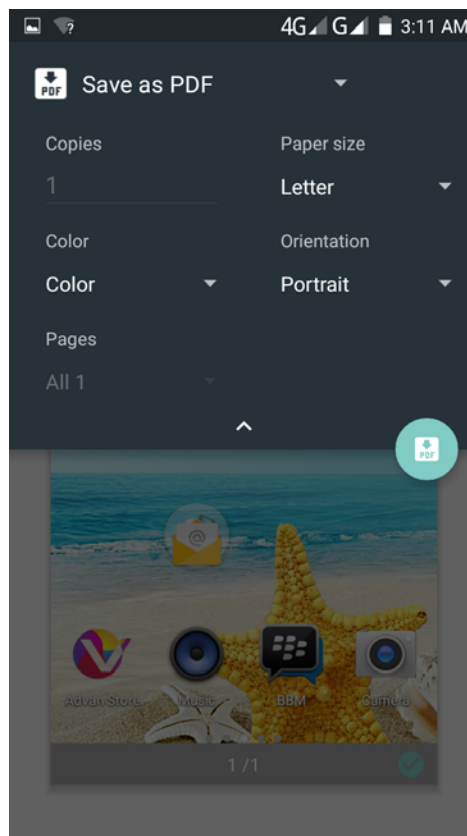 4G G 3:11 AM
PDF Save as PDF
Copies Paper size
1 Letter
Color Orientation
Color Portrait
Pages
All 1
PDF
@
Advan Store Music BBM Camera
1 /1